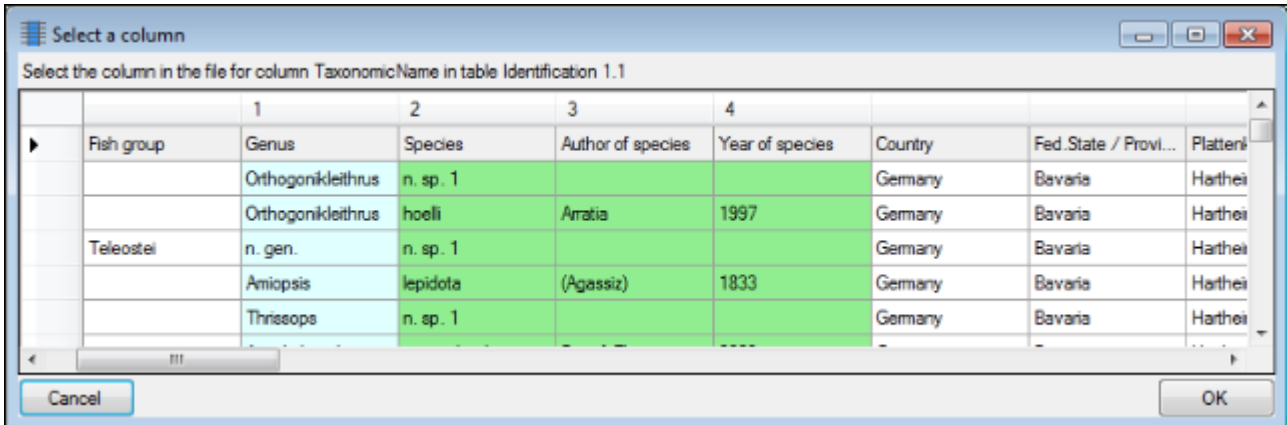 Select a column
Select the column in the file for column TaxonomicName in table Identification 1.1
1 2 3 4
Fish group Genus Species Author of species Year of species Country Fed.State / Provi...
Orthogonikleithrus n. sp. 1 Germany Bavaria
Orthogonikleithrus hoelli Arratia 1997 Germany Bavaria
Teleostei n. gen. n. sp. 1 Germany Bavaria
Amiopsis lepidota (Agassiz) 1833 Germany Bavaria
Thrissops n. sp. 1 Germany Bavaria
Cancel OK